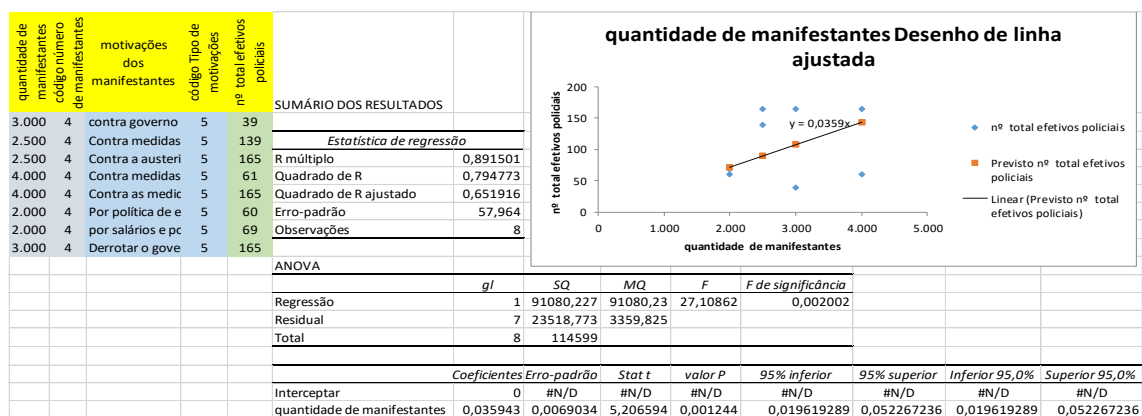 quantidade de manifestantes
código número de manifestantes
motivações dos manifestantes
código Tipo de motivações
nº total efetivos policiais
3.000 4 contra governo 5 39
2.500 4 Contra medidas 5 139
2.500 4 Contra a austeri 5 165
4.000 4 Contra medidas 5 61
4.000 4 Contra as medic 5 165
2.000 4 Por política de e 5 60
2.000 4 por salários e pc 5 69
3.000 4 Derrotar o gove 5 165
SUMÁRIO DOS RESULTADOS
Estatística de regressão
R múltiplo 0,891501
Quadrado de R 0,794773
Quadrado de R ajustado 0,651916
Erro-padrão 57,964
Observações 8
quantidade de manifestantes Desenho de linha
ajustada
nº total efetivos policiais
200
150
100
50
0
y = 0,0359x
0 1.000 2.000 3.000 4.000 5.000
quantidade de manifestantes
nº total efetivos policiais
Previsto nº total efetivos
policiais
Linear (Previsto nº total
efetivos policiais)
ANOVA
gl SQ MQ F F de significância
Regressão 1 91080,227 91080,23 27,10862 0,002002
Residual 7 23518,773 3359,825
Total 8 114599
Coeficientes Erro-padrão Stat t valor P 95% inferior 95% superior Inferior 95,0% Superior 95,0%
Interceptar 0 #N/D #N/D #N/D #N/D #N/D #N/D #N/D
quantidade de manifestantes 0,035943 0,0069034 5,206594 0,001244 0,019619289 0,052267236 0,019619289 0,052267236